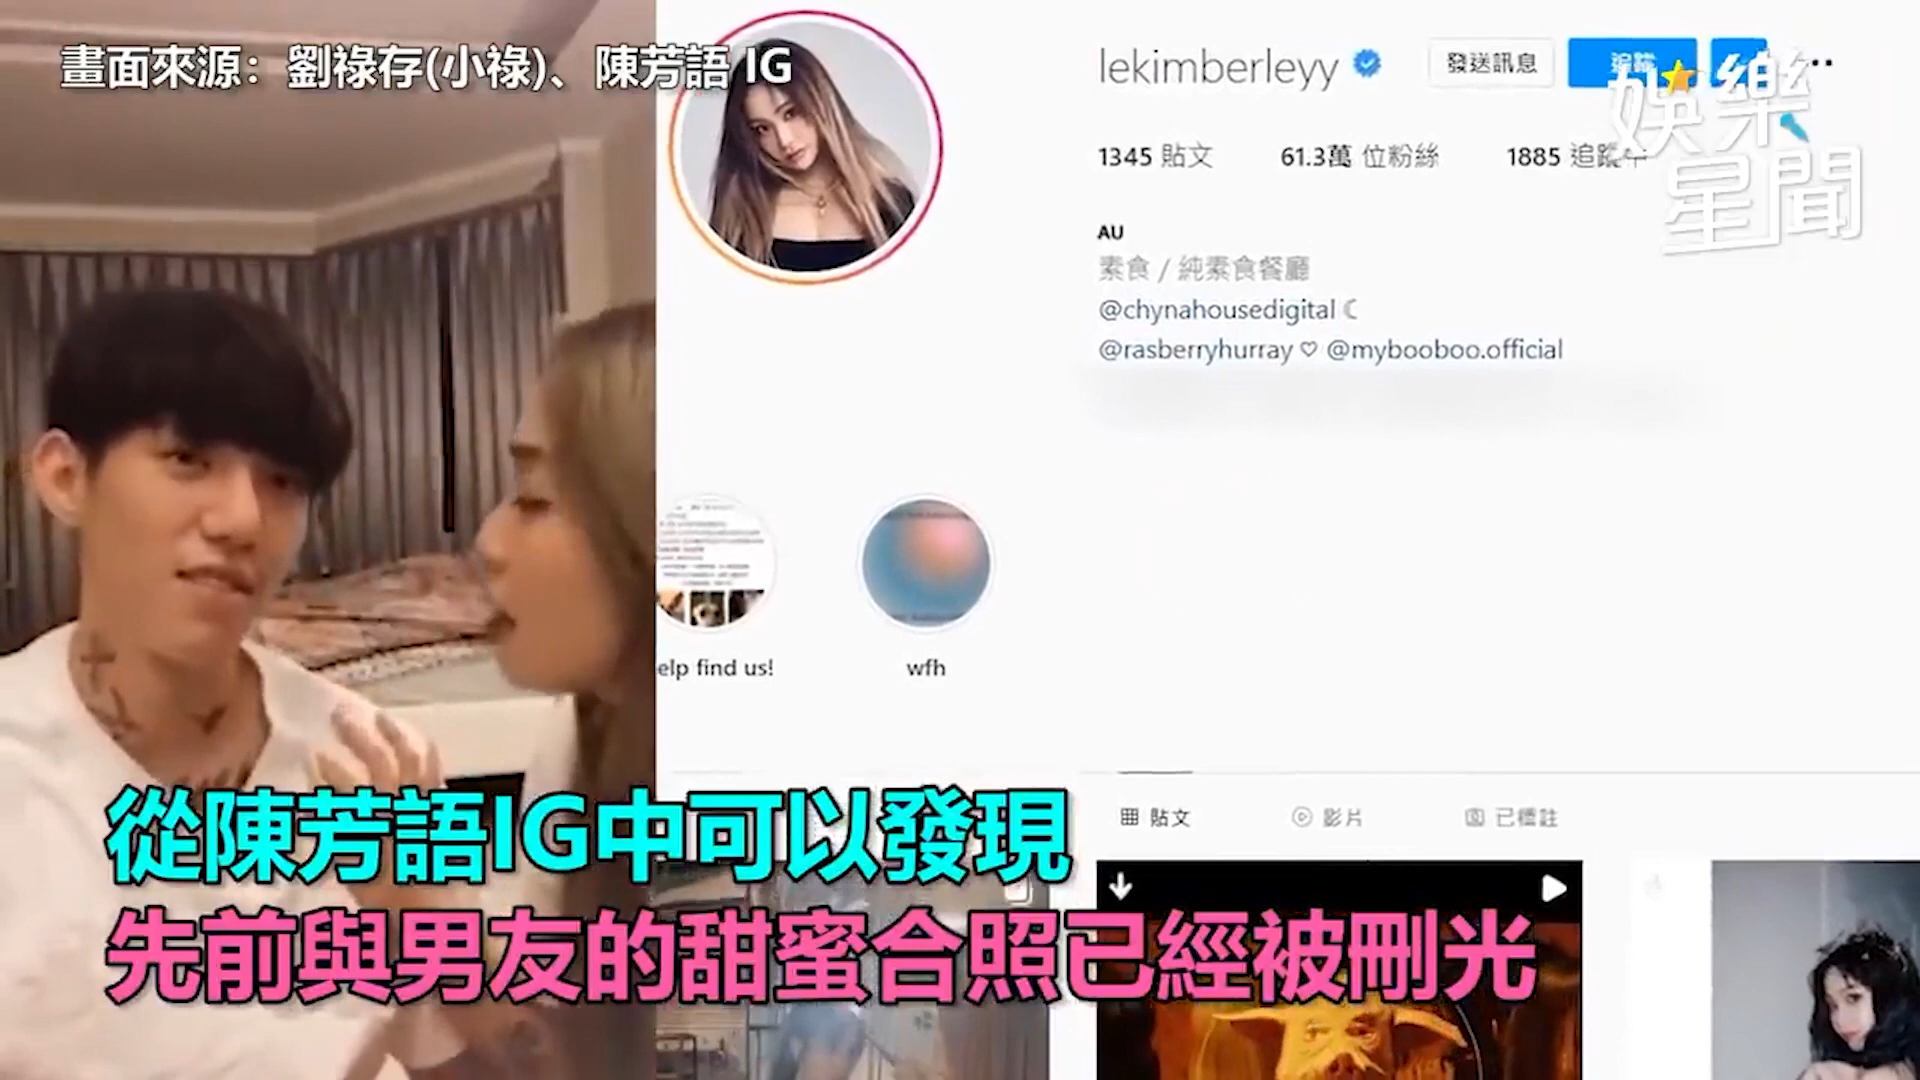 畫面來源：劉祿存(小祿)、陳芳語 IG
lekimberleyy
發送訊息
追蹤
娛樂
星聞
1345 貼文
61.3萬 位粉絲
1885 追蹤中
AU
素食 / 純素食餐廳
@chynahousedigital ☾
@rasberryhurray ♡ @mybooboo.official
elp find us!
wfh
貼文
影片
已標註
從陳芳語IG中可以發現
先前與男友的甜蜜合照已經被刪光